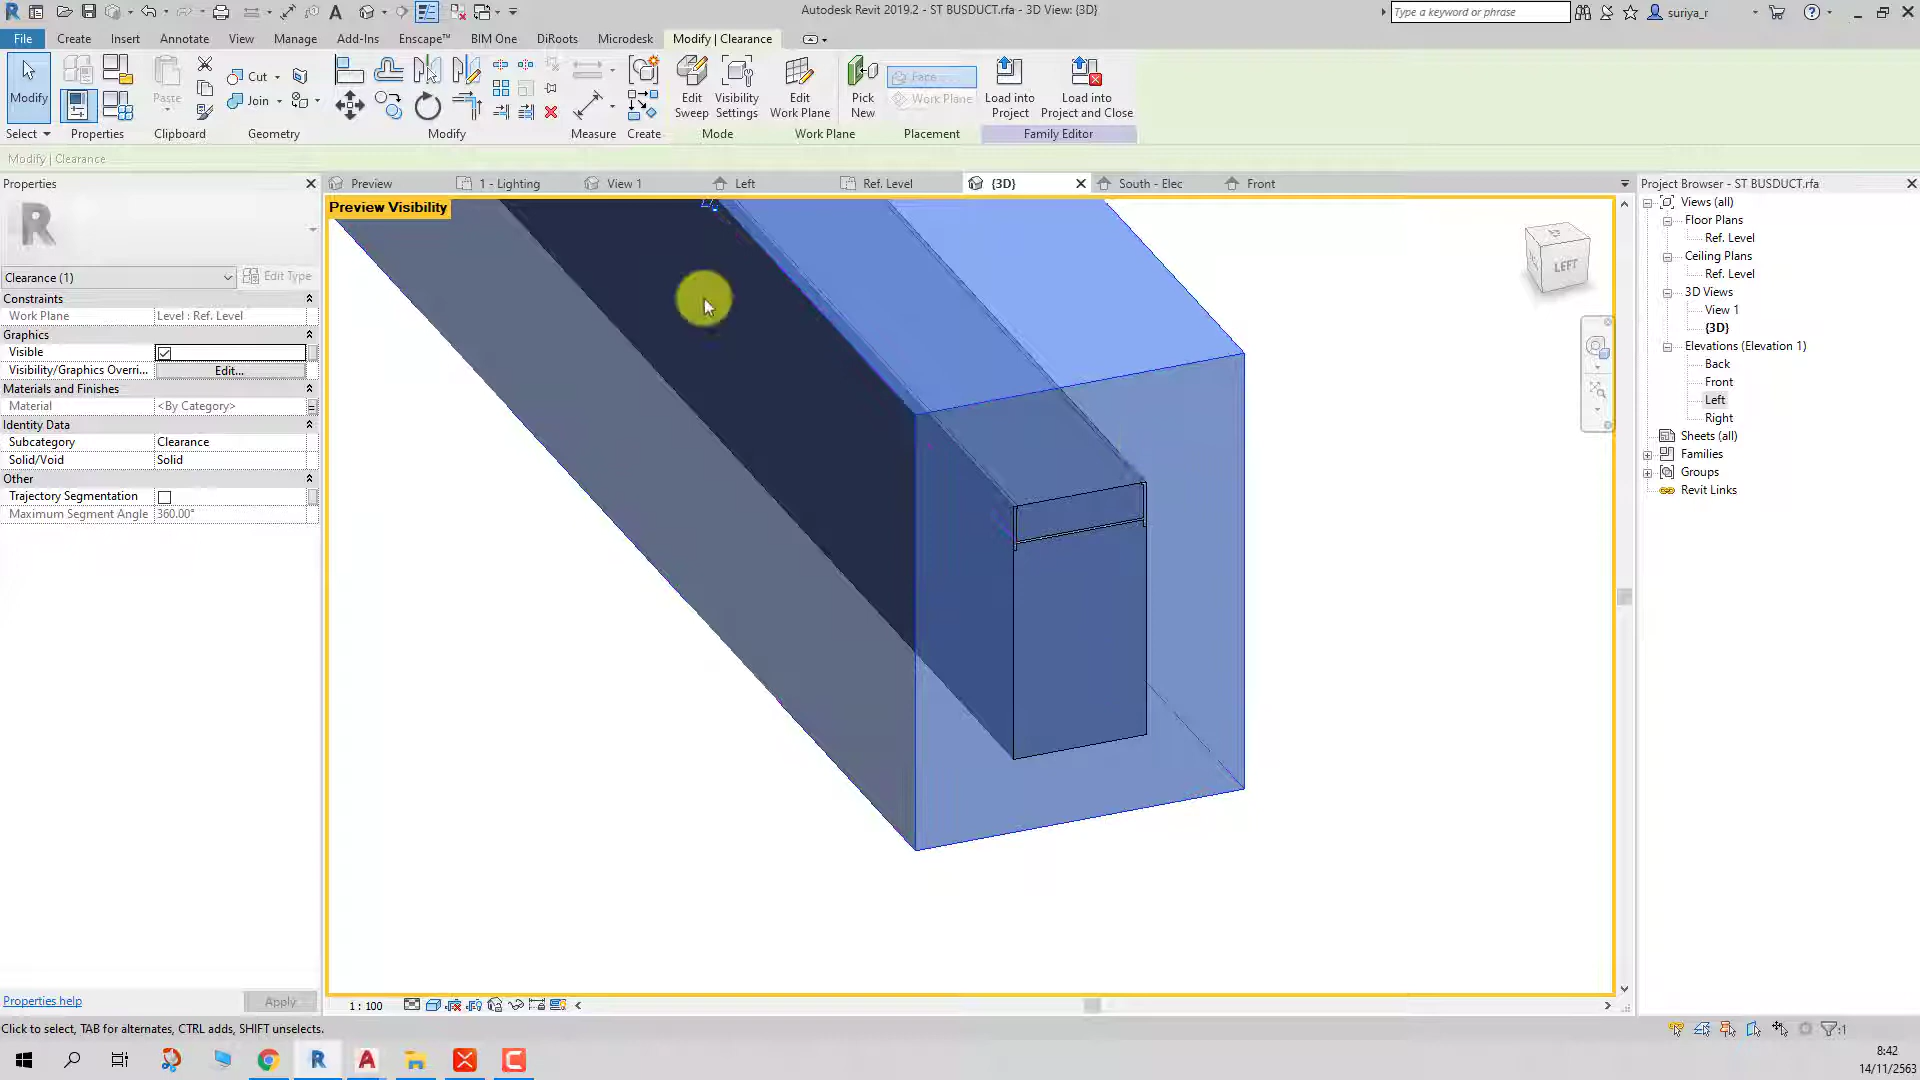 Autodesk Revit 2019.2 - ST BUSDUCT.rfa - 3D View: {3D}
Type a keyword or phrase
suriya_r
File Create Insert Annotate View Manage Add-Ins Enscape™ BIM One DiRoots Microdesk Modify | Clearance
Modify
Paste
Cut
Join
Edit Sweep
Visibility Settings
Edit Work Plane
Pick New
Face
Work Plane
Load into Project
Load into Project and Close
Select Properties Clipboard Geometry Modify Measure Create Mode Work Plane Placement Family Editor
Modify | Clearance
Properties
Preview
1 - Lighting
View 1
Left
Ref. Level
{3D}
South - Elec
Front
Project Browser - ST BUSDUCT.rfa
Preview Visibility
R
Clearance (1)
Edit Type
Constraints
Work Plane Level : Ref. Level
Graphics
Visible
Visibility/Graphics Overri... Edit...
Materials and Finishes
Material <By Category>
Identity Data
Subcategory Clearance
Solid/Void Solid
Other
Trajectory Segmentation
Maximum Segment Angle 360.00°
Properties help
Apply
LEFT
Views (all)
Floor Plans
Ref. Level
Ceiling Plans
Ref. Level
3D Views
View 1
{3D}
Elevations (Elevation 1)
Back
Front
Left
Right
Sheets (all)
Families
Groups
Revit Links
1 : 100
Click to select, TAB for alternates, CTRL adds, SHIFT unselects.
:1
8:42
14/11/2563